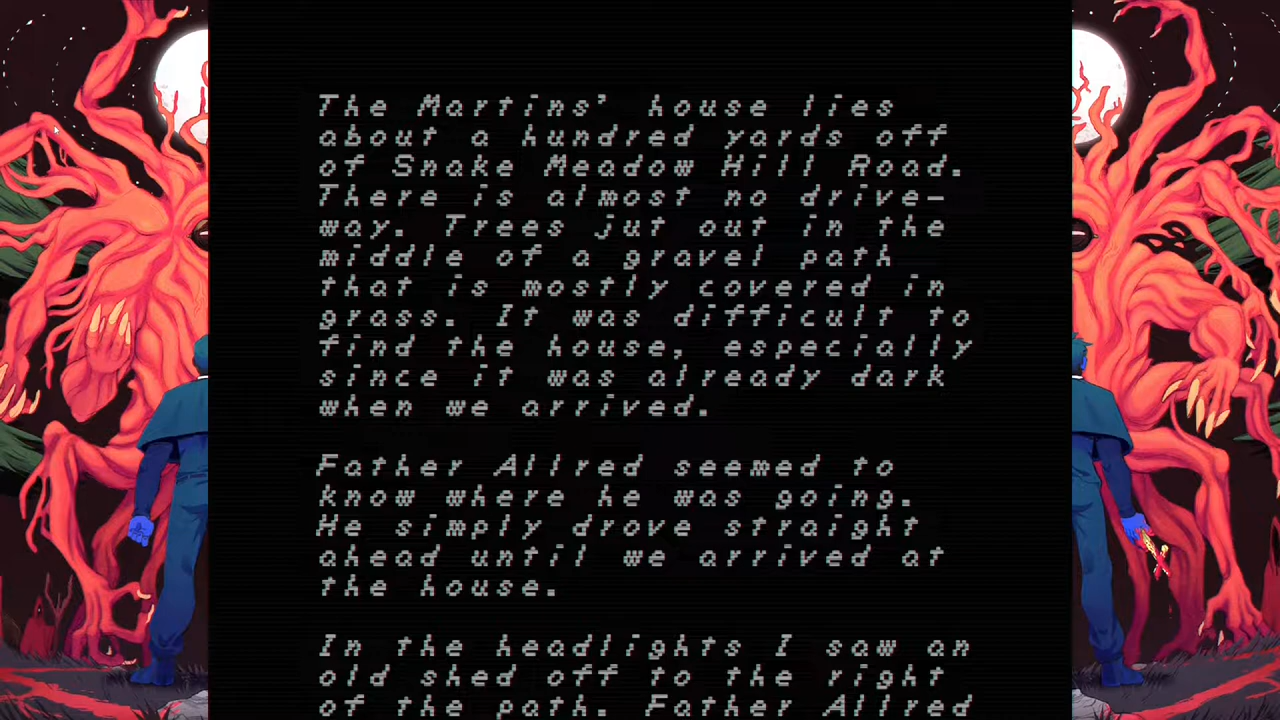 The Martins' house lies
about a hundred yards off
of Snake Meadow Hill Road.
There is almost no drive-
way. Trees jut out in the
middle of a gravel path
that is mostly covered in
grass. It was difficult to
find the house, especially
since it was already dark
when we arrived.
Father Allred seemed to
know where he was going.
He simply drove straight
ahead until we arrived at
the house.
In the headlights I saw an
old shed off to the right
of the path. Father Allred